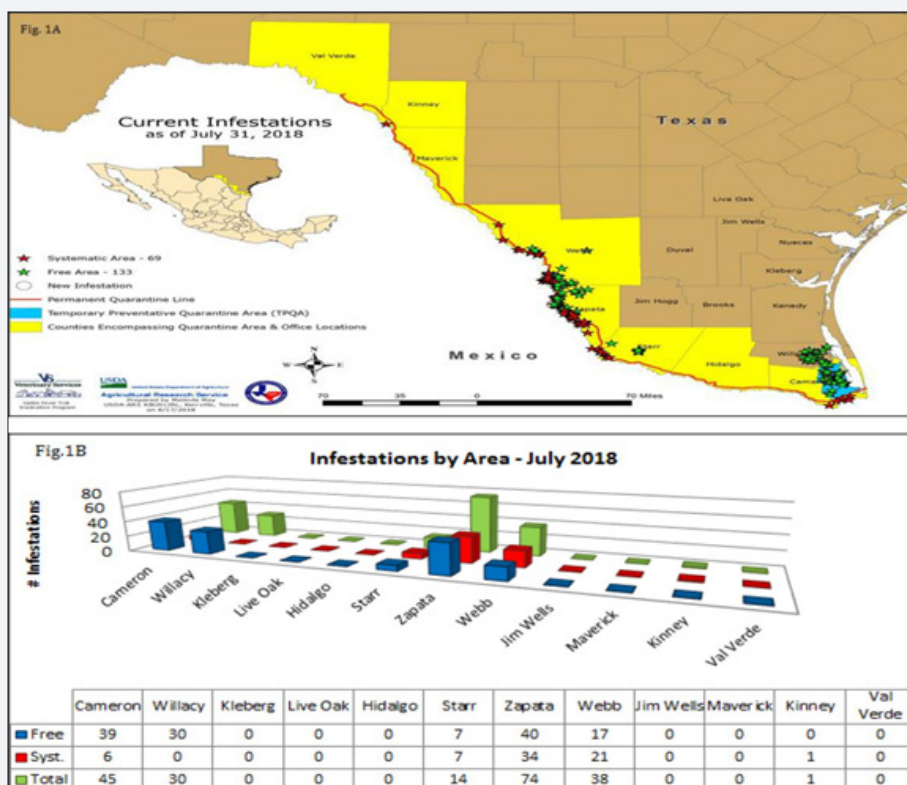 Fig. 1A
Val Verde
Kinney
Maverick
Texas
Current Infestations
as of July 31, 2018
Live Oak
Jim Wells
Nueces
Duval
Kleberg
Jim Hogg
Brooks
Kenedy
Zapata
Starr
Hidalgo
Mexico
Systematic Area - 69
Free Area - 133
New Infestation
Permanent Quarantine Line
Temporary Preventative Quarantine Area (TPQA)
Counties Encompassing Quarantine Area & Office Locations
N
W E
S
VS
Veterinary Services
USDA
United States Department of Agriculture
Agricultural Research Service
70 35 0 70 Miles
Fig.1B
Infestations by Area - July 2018
# Infestations
80
60
40
20
0
Cameron
Willacy
Kleberg
Live Oak
Hidalgo
Starr
Zapata
Webb
Jim Wells
Maverick
Kinney
Val Verde
Cameron Willacy Kleberg Live Oak Hidalgo Starr Zapata Webb Jim Wells Maverick Kinney Val Verde
Free 39 30 0 0 0 7 40 17 0 0 0 0
Syst. 6 0 0 0 0 7 34 21 0 0 1 0
Total 45 30 0 0 0 14 74 38 0 0 1 0